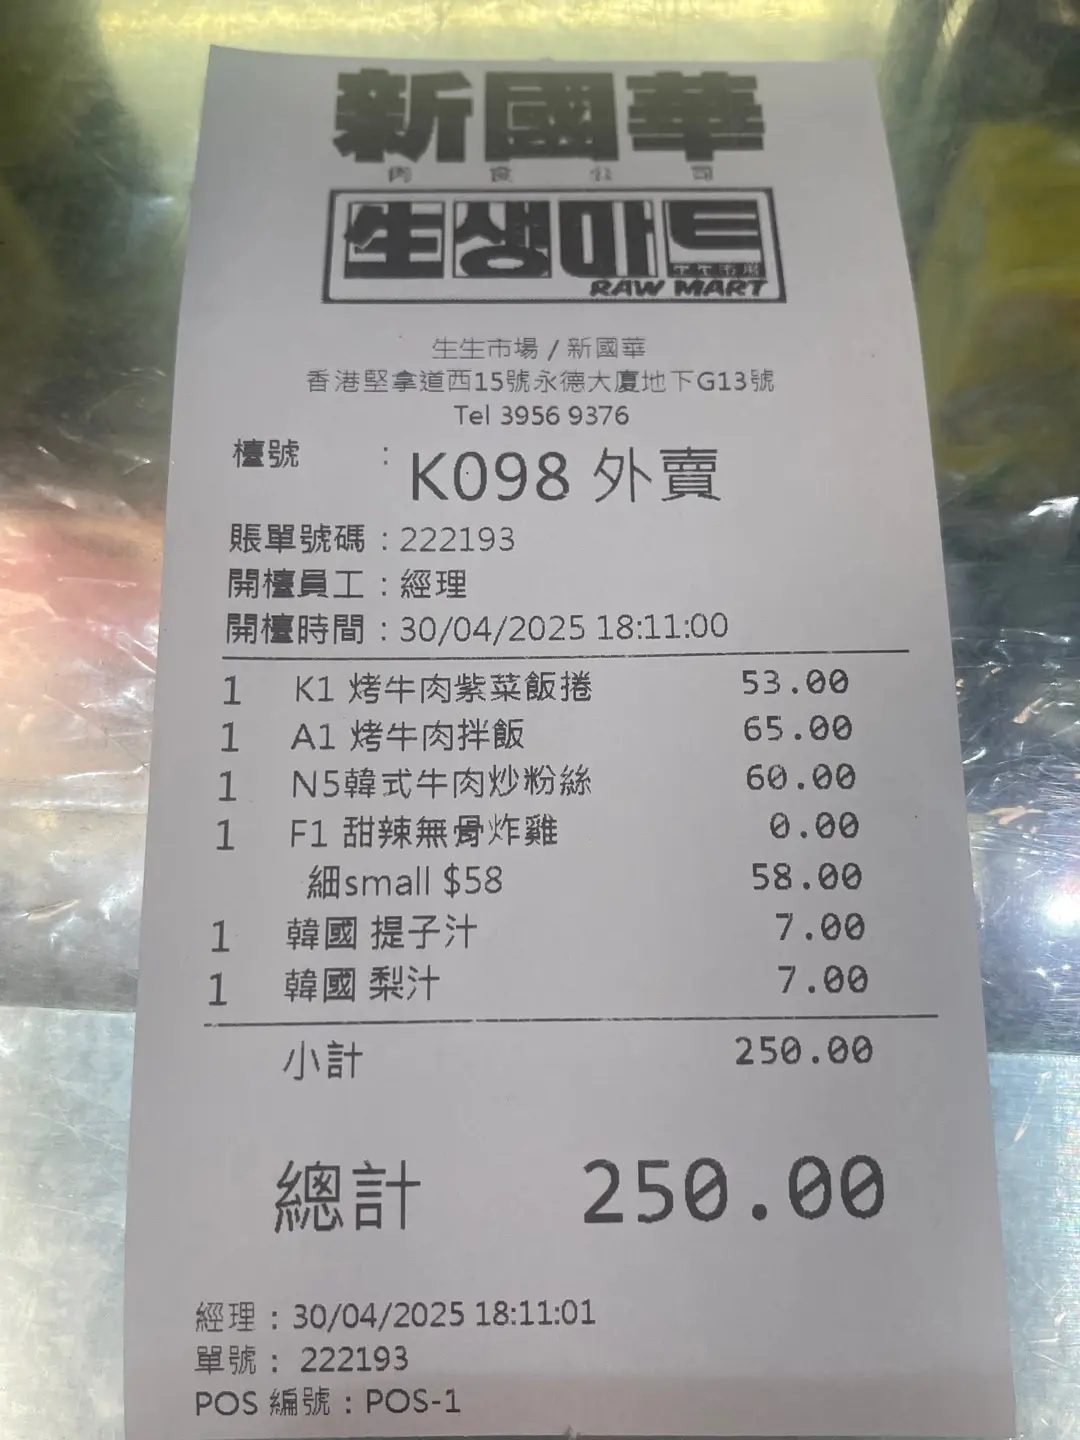 新國華
肉食公司
生생마트
生生市場
RAW MART
生生市場 / 新國華
香港堅拿道西15號永德大廈地下G13號
Tel 3956 9376
檯號 : K098 外賣
賬單號碼 : 222193
開檯員工 : 經理
開檯時間 : 30/04/2025 18:11:00
1 K1 烤牛肉紫菜飯捲 53.00
1 A1 烤牛肉拌飯 65.00
1 N5韓式牛肉炒粉絲 60.00
1 F1 甜辣無骨炸雞 0.00
細small $58 58.00
1 韓國 提子汁 7.00
1 韓國 梨汁 7.00
小計 250.00
總計 250.00
經理 : 30/04/2025 18:11:01
單號 : 222193
POS 編號 : POS-1